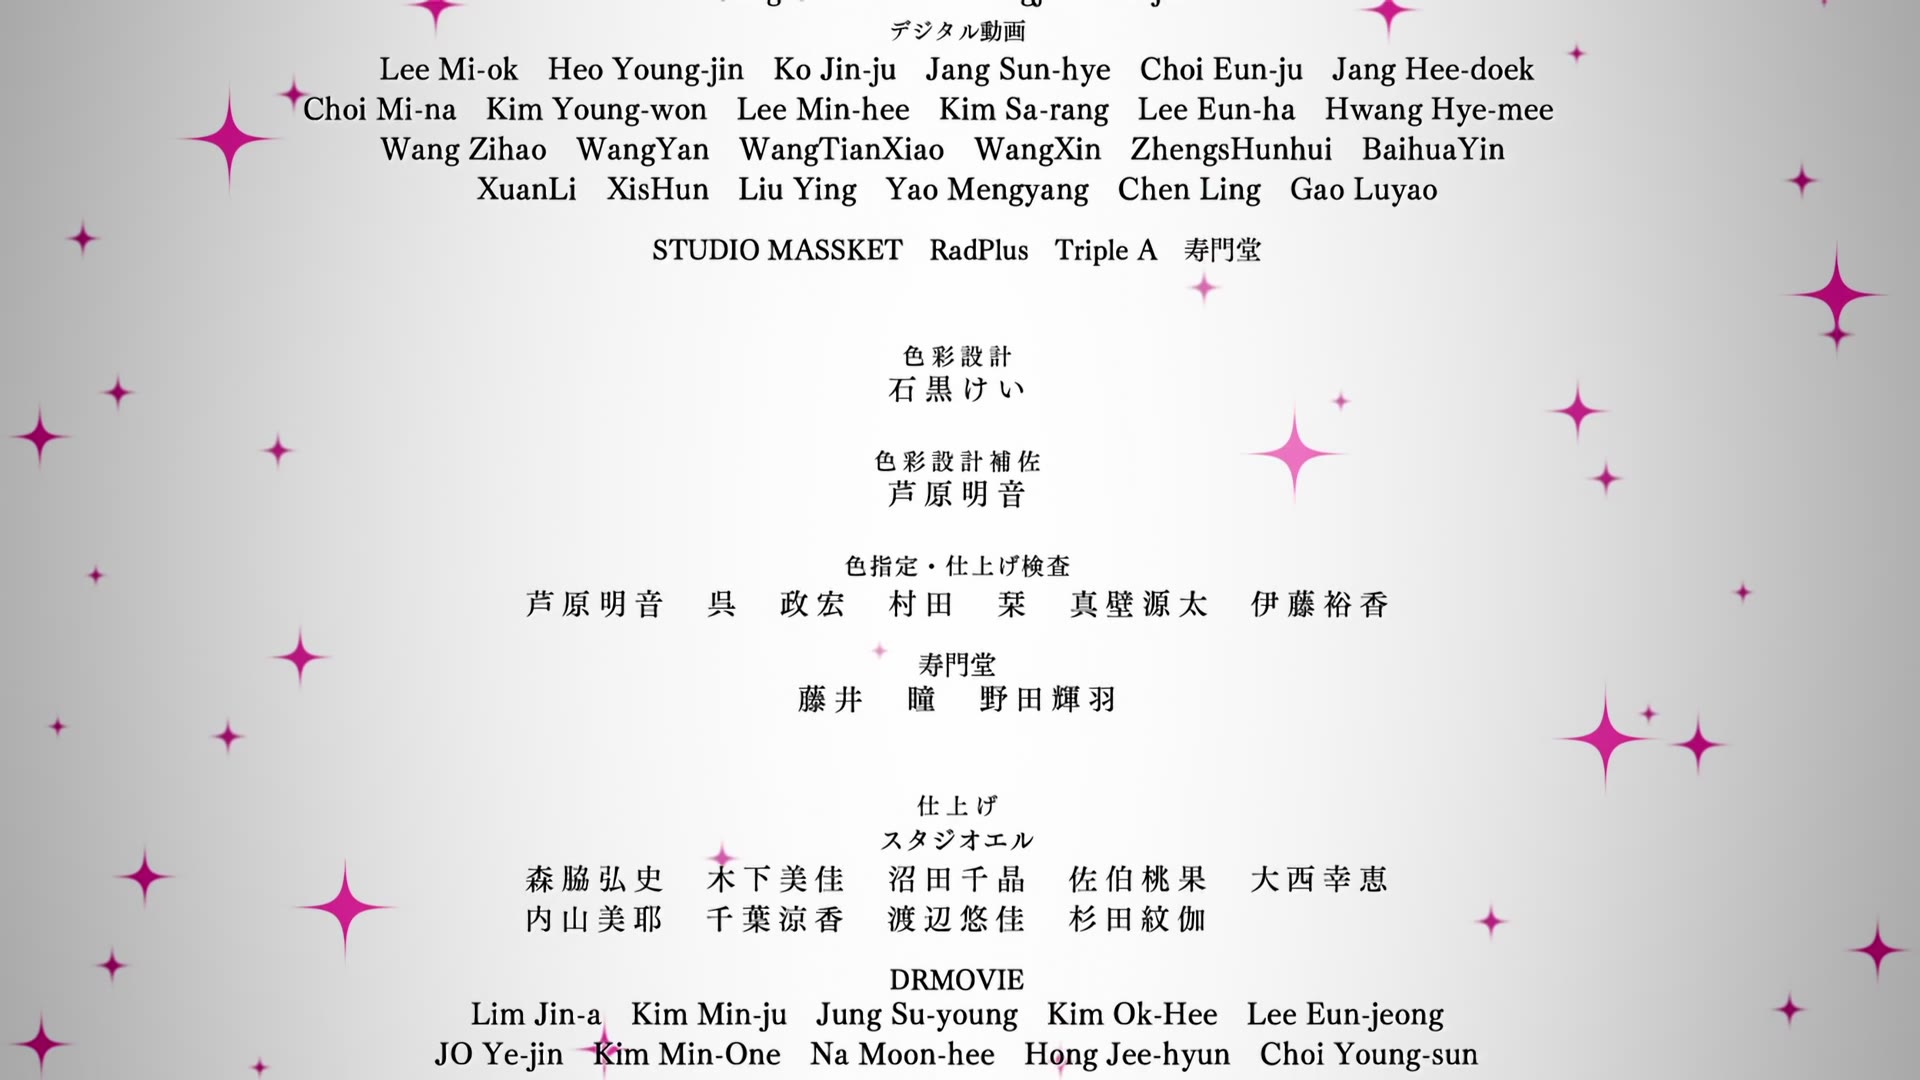 デジタル動画
Lee Mi-ok Heo Young-jin Ko Jin-ju Jang Sun-hye Choi Eun-ju Jang Hee-doek
Choi Mi-na Kim Young-won Lee Min-hee Kim Sa-rang Lee Eun-ha Hwang Hye-mee
Wang Zihao WangYan WangTianXiao WangXin ZhengsHunhui BaihuaYin
XuanLi XisHun Liu Ying Yao Mengyang Chen Ling Gao Luyao
STUDIO MASSKET RadPlus Triple A 寿門堂
色彩設計
石黒けい
色彩設計補佐
芦原明音
色指定・仕上げ検査
芦原明音 呉 政宏 村田 栞 真壁源太 伊藤裕香
寿門堂
藤井 瞳 野田輝羽
仕上げ
スタジオエル
森脇弘史 木下美佳 沼田千晶 佐伯桃果 大西幸恵
内山美耶 千葉涼香 渡辺悠佳 杉田紋伽
DRMOVIE
Lim Jin-a Kim Min-ju Jung Su-young Kim Ok-Hee Lee Eun-jeong
JO Ye-jin Kim Min-One Na Moon-hee Hong Jee-hyun Choi Young-sun